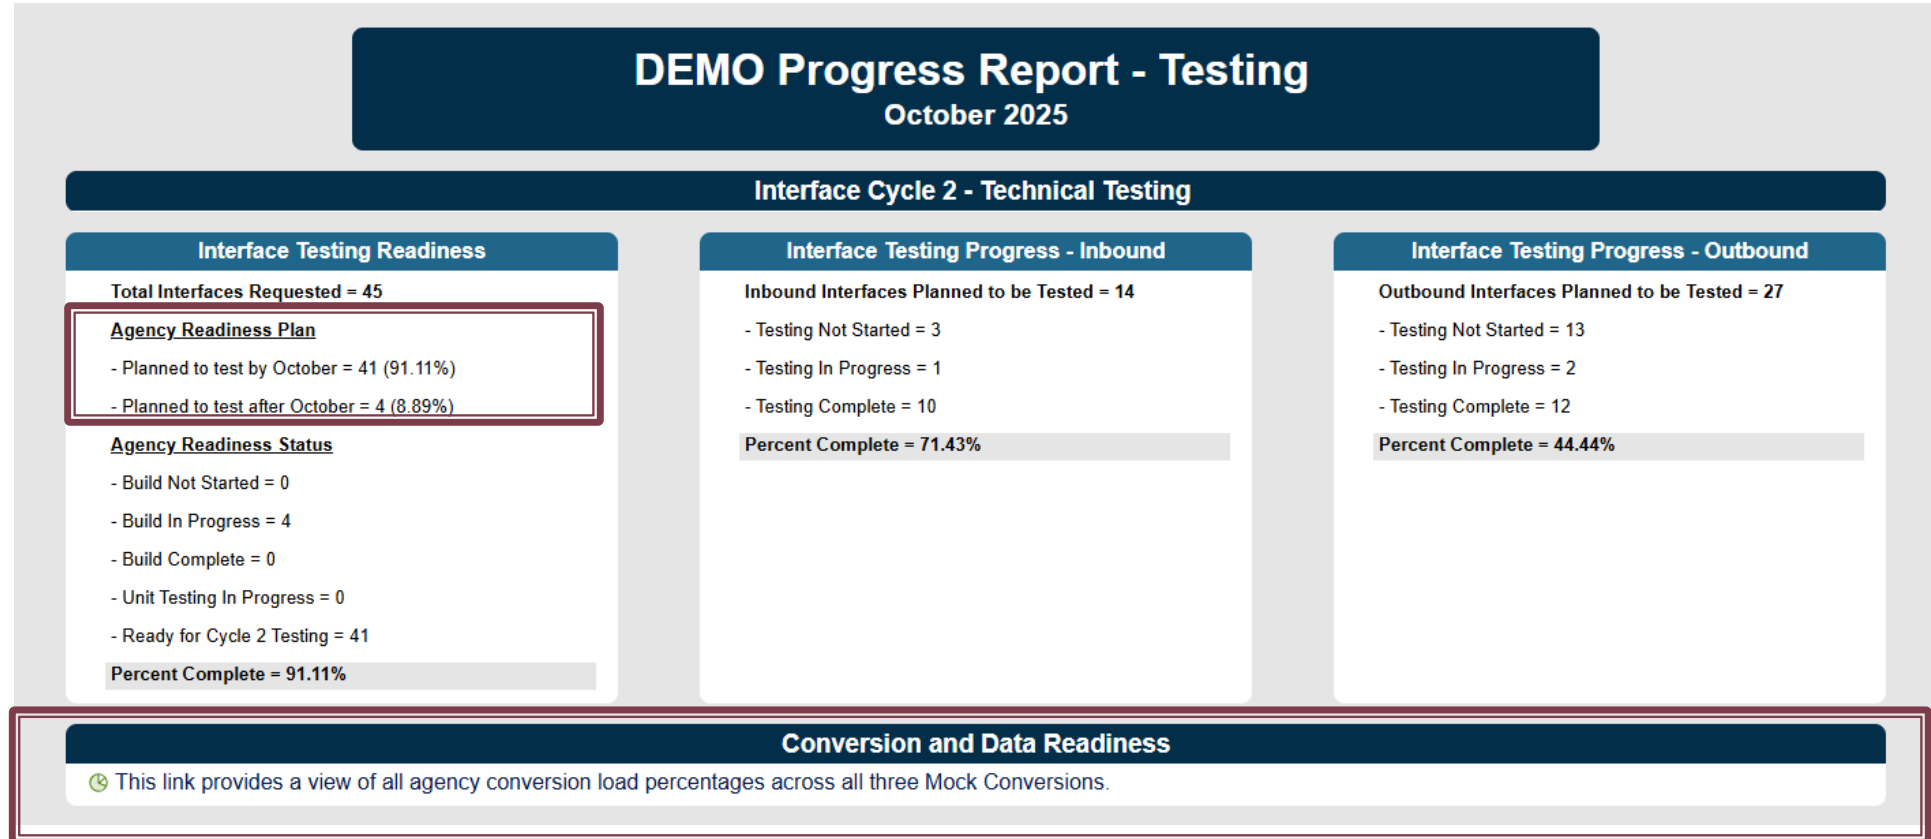 DEMO Progress Report - Testing
October 2025
Interface Cycle 2 - Technical Testing
Interface Testing Readiness
Total Interfaces Requested = 45
Agency Readiness Plan
- Planned to test by October = 41 (91.11%)
- Planned to test after October = 4 (8.89%)
Agency Readiness Status
- Build Not Started = 0
- Build In Progress = 4
- Build Complete = 0
- Unit Testing In Progress = 0
- Ready for Cycle 2 Testing = 41
Percent Complete = 91.11%
Interface Testing Progress - Inbound
Inbound Interfaces Planned to be Tested = 14
- Testing Not Started = 3
- Testing In Progress = 1
- Testing Complete = 10
Percent Complete = 71.43%
Interface Testing Progress - Outbound
Outbound Interfaces Planned to be Tested = 27
- Testing Not Started = 13
- Testing In Progress = 2
- Testing Complete = 12
Percent Complete = 44.44%
Conversion and Data Readiness
This link provides a view of all agency conversion load percentages across all three Mock Conversions.